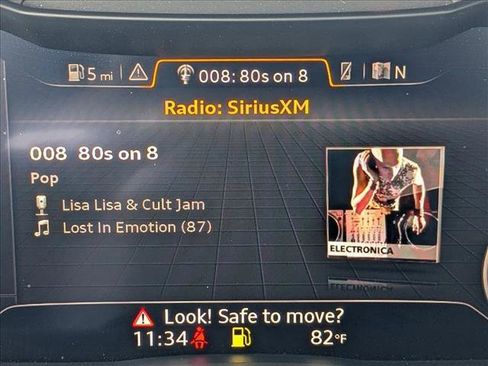 5 mi 008: 80s on 8 N
Radio: SiriusXM
008 80s on 8
Pop
Lisa Lisa & Cult Jam
Lost In Emotion (87)
ELECTRONICA
Look! Safe to move?
11:34 82°F